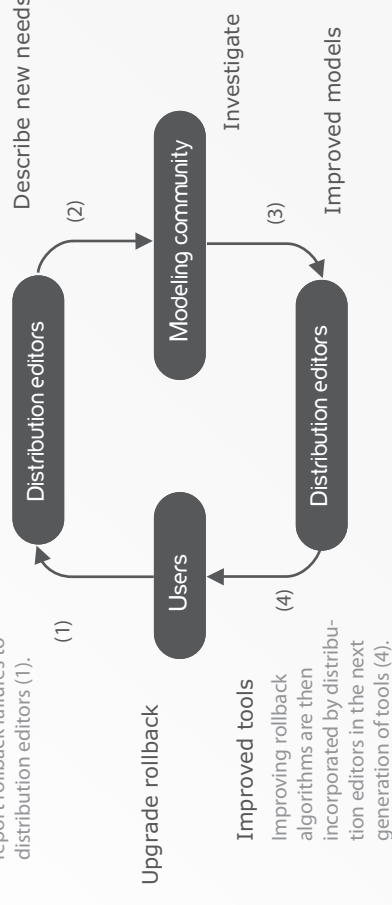 report rollback failures to
distribution editors (1).
Upgrade rollback
(1)
Distribution editors
(2)
Describe new needs
Users
Modeling community
Investigate
(4)
Distribution editors
(3)
Improved models
Improved tools
Improving rollback
algorithms are then
incorporated by distribu-
tion editors in the next
generation of tools (4).